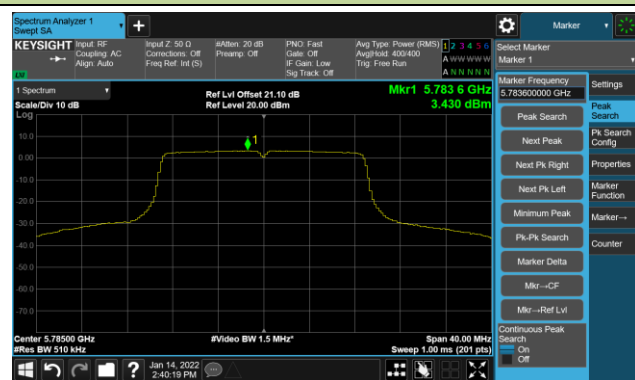 Spectrum Analyzer 1
Swept SA
+
Marker
KEYSIGHT
Input: RF
Coupling: AC
Align: Auto
Input Z: 50 Ω
Corrections: Off
Freq Ref: Int (S)
#Atten: 20 dB
Preamp: Off
PNO: Fast
Gate: Off
IF Gain: Low
Sig Track: Off
Avg Type: Power (RMS)
Avg|Hold: 400/400
Trig: Free Run
1 2 3 4 5 6
A W W W W W
A N N N N N
LXI
Select Marker
Marker 1
1 Spectrum
Scale/Div 10 dB
Log
Ref Lvl Offset 21.10 dB
Ref Level 20.00 dBm
Mkr1 5.783 6 GHz
3.430 dBm
10.0
0.00
-10.0
-20.0
-30.0
-40.0
-50.0
-60.0
-70.0
1
Center 5.78500 GHz
#Res BW 510 kHz
#Video BW 1.5 MHz*
Span 40.00 MHz
Sweep 1.00 ms (201 pts)
Marker Frequency
5.783600000 GHz
Peak Search
Next Peak
Next Pk Right
Next Pk Left
Minimum Peak
Pk-Pk Search
Marker Delta
Mkr→CF
Mkr→Ref Lvl
Continuous Peak
Search
On
Off
Settings
Peak
Search
Pk Search
Config
Properties
Marker
Function
Marker→
Counter
?
Jan 14, 2022
2:40:19 PM